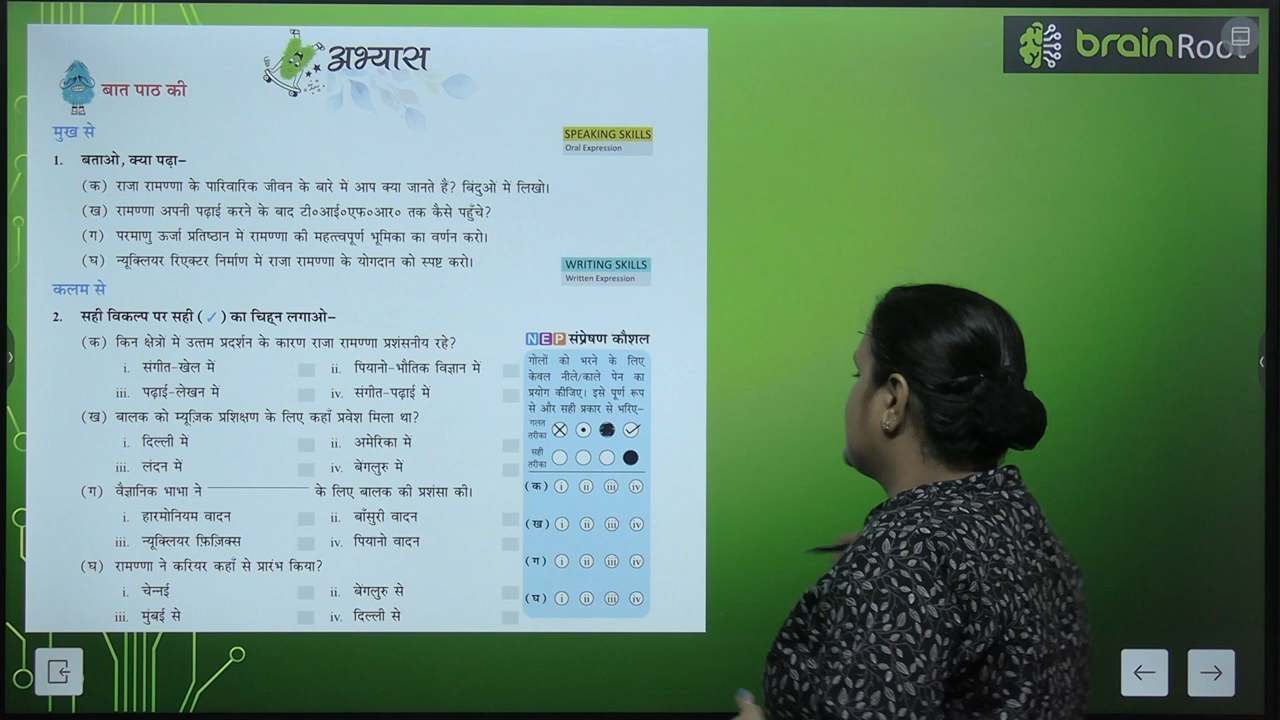 brain Root
अभ्यास
बात पाठ की
मुख से
SPEAKING SKILLS
Oral Expression
1. बताओ, क्या पढ़ा–
(क) राजा रामण्णा के पारिवारिक जीवन के बारे में आप क्या जानते हैं? बिंदुओं में लिखो।
(ख) रामण्णा अपनी पढ़ाई करने के बाद टी०आई०एफ०आर० तक कैसे पहुँचे?
(ग) परमाणु ऊर्जा प्रतिष्ठान में रामण्णा की महत्त्वपूर्ण भूमिका का वर्णन करो।
(घ) न्यूक्लियर रिएक्टर निर्माण में राजा रामण्णा के योगदान को स्पष्ट करो।
WRITING SKILLS
Written Expression
कलम से
2. सही विकल्प पर सही (✓) का चिह्न लगाओ–
(क) किन क्षेत्रों में उत्तम प्रदर्शन के कारण राजा रामण्णा प्रशंसनीय रहे?
i. संगीत-खेल में ii. पियानो-भौतिक विज्ञान में
iii. पढ़ाई-लेखन में iv. संगीत-पढ़ाई में
(ख) बालक को म्यूज़िक प्रशिक्षण के लिए कहाँ प्रवेश मिला था?
i. दिल्ली में ii. अमेरिका में
iii. लंदन में iv. बेंगलुरु में
(ग) वैज्ञानिक भाभा ने ____________ के लिए बालक की प्रशंसा की।
i. हारमोनियम वादन ii. बाँसुरी वादन
iii. न्यूक्लियर फ़िज़िक्स iv. पियानो वादन
(घ) रामण्णा ने करियर कहाँ से प्रारंभ किया?
i. चेन्नई ii. बेंगलुरु से
iii. मुंबई से iv. दिल्ली से
NEP संप्रेषण कौशल
गोलों को भरने के लिए
केवल नीले/काले पेन का
प्रयोग कीजिए। इसे पूर्ण रूप
से और सही प्रकार से भरिए–
गलत
तरीका
सही
तरीका
(क) i ii iii iv
(ख) i ii iii iv
(ग) i ii iii iv
(घ) i ii iii iv